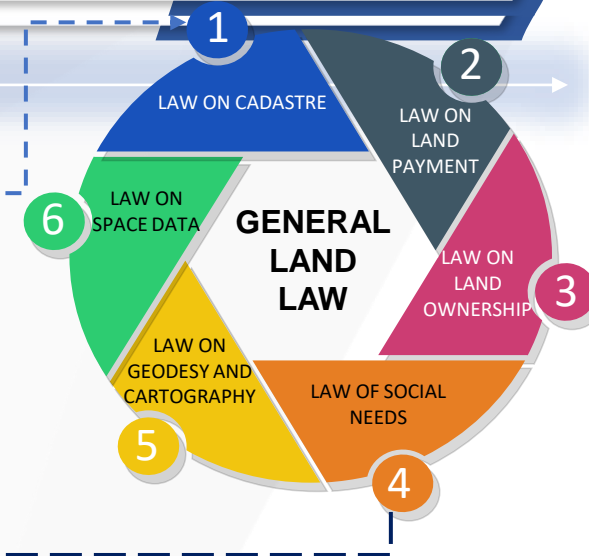 1
LAW ON CADASTRE
2
LAW ON
LAND
PAYMENT
3
LAW ON
LAND
OWNERSHIP
4
LAW OF SOCIAL
NEEDS
5
LAW ON
GEODESY AND
CARTOGRAPHY
6
LAW ON
SPACE DATA
GENERAL
LAND
LAW